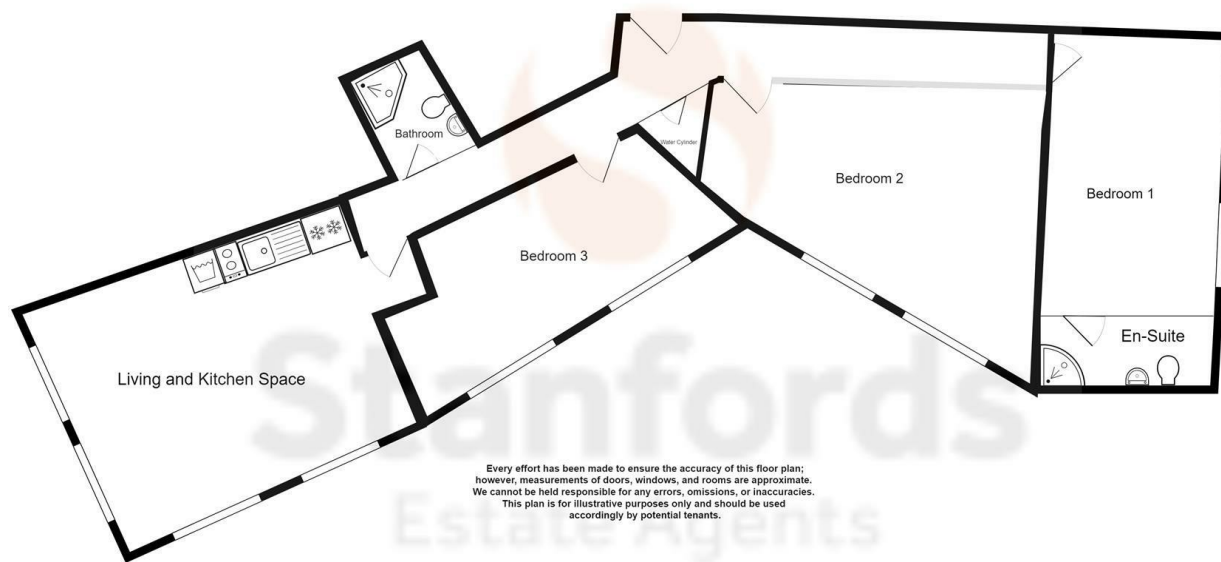 Bathroom
Water Cylinder
Bedroom 2
Bedroom 1
Bedroom 3
En-Suite
Living and Kitchen Space
Stanfords
Estate Agents
Every effort has been made to ensure the accuracy of this floor plan;
however, measurements of doors, windows, and rooms are approximate.
We cannot be held responsible for any errors, omissions, or inaccuracies.
This plan is for illustrative purposes only and should be used
accordingly by potential tenants.